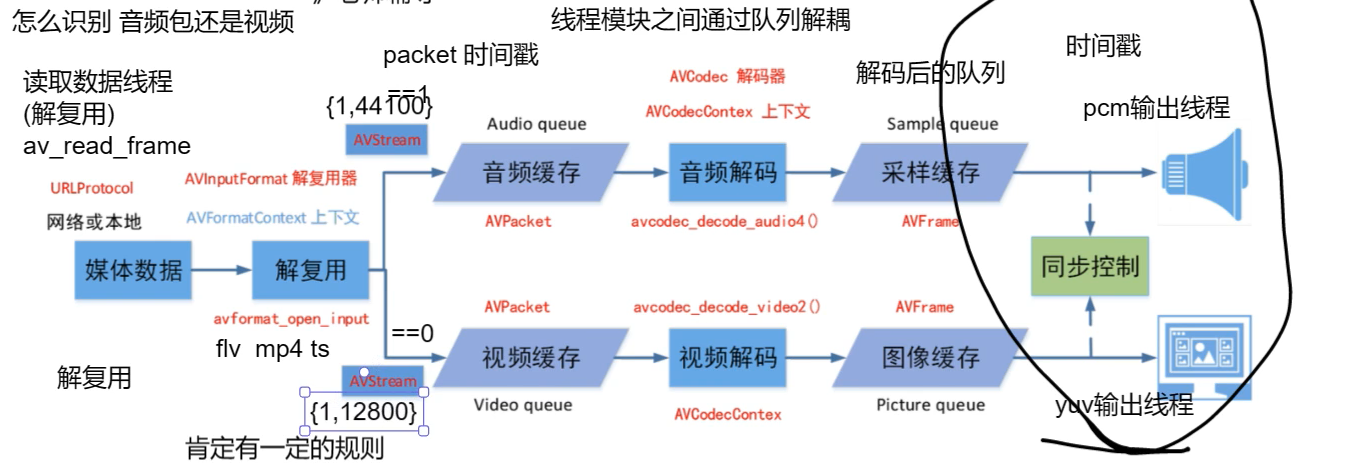 怎么识别 音频包还是视频
线程模块之间通过队列解耦
packet 时间戳
时间戳
读取数据线程
(解复用)
av_read_frame
==1
{1,44100}
AVStream
AVCodec 解码器
AVCodecContex 上下文
解码后的队列
pcm输出线程
Audio queue
Sample queue
URLProtocol
网络或本地
AVInputFormat 解复用器
AVFormatContext 上下文
音频缓存
音频解码
采样缓存
AVPacket
avcodec_decode_audio4()
AVFrame
媒体数据
解复用
同步控制
avformat_open_input
flv mp4 ts
==0
AVPacket
avcodec_decode_video2()
AVFrame
视频缓存
视频解码
图像缓存
解复用
AVStream
{1,12800}
Video queue
AVCodecContex
Picture queue
yuv输出线程
肯定有一定的规则